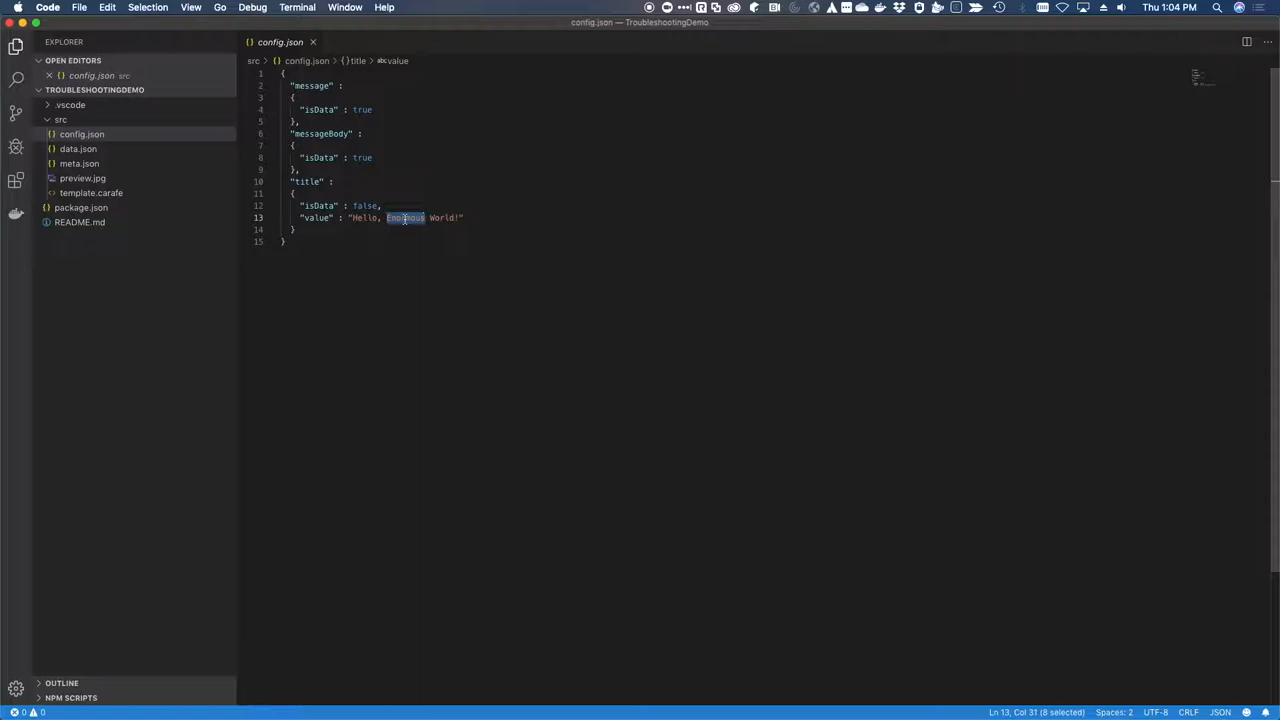 Code File Edit Selection View Go Debug Terminal Window Help Thu 1:04 PM
config.json — TroubleshootingDemo
EXPLORER
OPEN EDITORS
config.json src
TROUBLESHOOTINGDEMO
.vscode
src
config.json
data.json
meta.json
preview.jpg
template.carafe
package.json
README.md
OUTLINE
NPM SCRIPTS
config.json
src > {} config.json > {} title > abc value
1 {
2 "message" :
3 {
4 "isData" : true
5 },
6 "messageBody" :
7 {
8 "isData" : true
9 },
10 "title" :
11 {
12 "isData" : false,
13 "value" : "Hello, Enormous World!"
14 }
15 }
0 0 Ln 13, Col 31 (8 selected) Spaces: 2 UTF-8 CRLF JSON